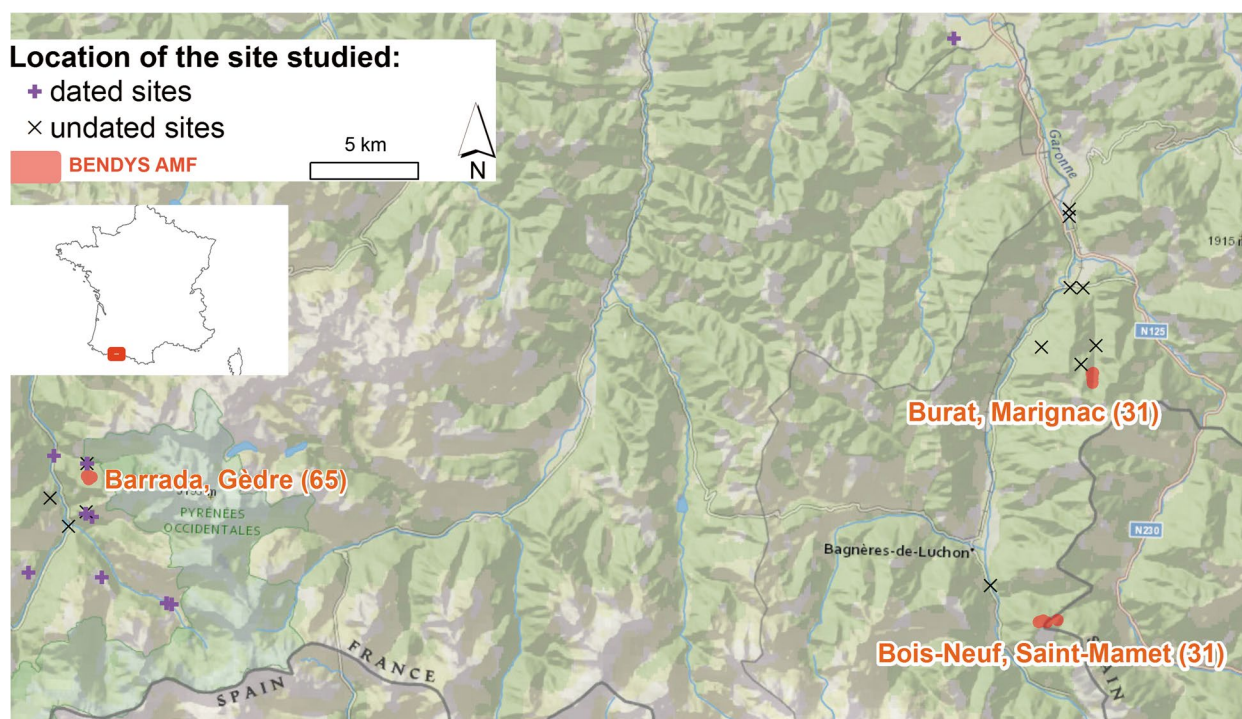 Location of the site studied:
dated sites
undated sites
BENDYS AMF
5 km
N
Garonne
N125
Burat, Marignac (31)
Barrada, Gèdre (65)
PYRÉNÉES
OCCIDENTALES
N230
Bagnères-de-Luchon
Bois-Neuf, Saint-Mamet (31)
FRANCE
SPAIN